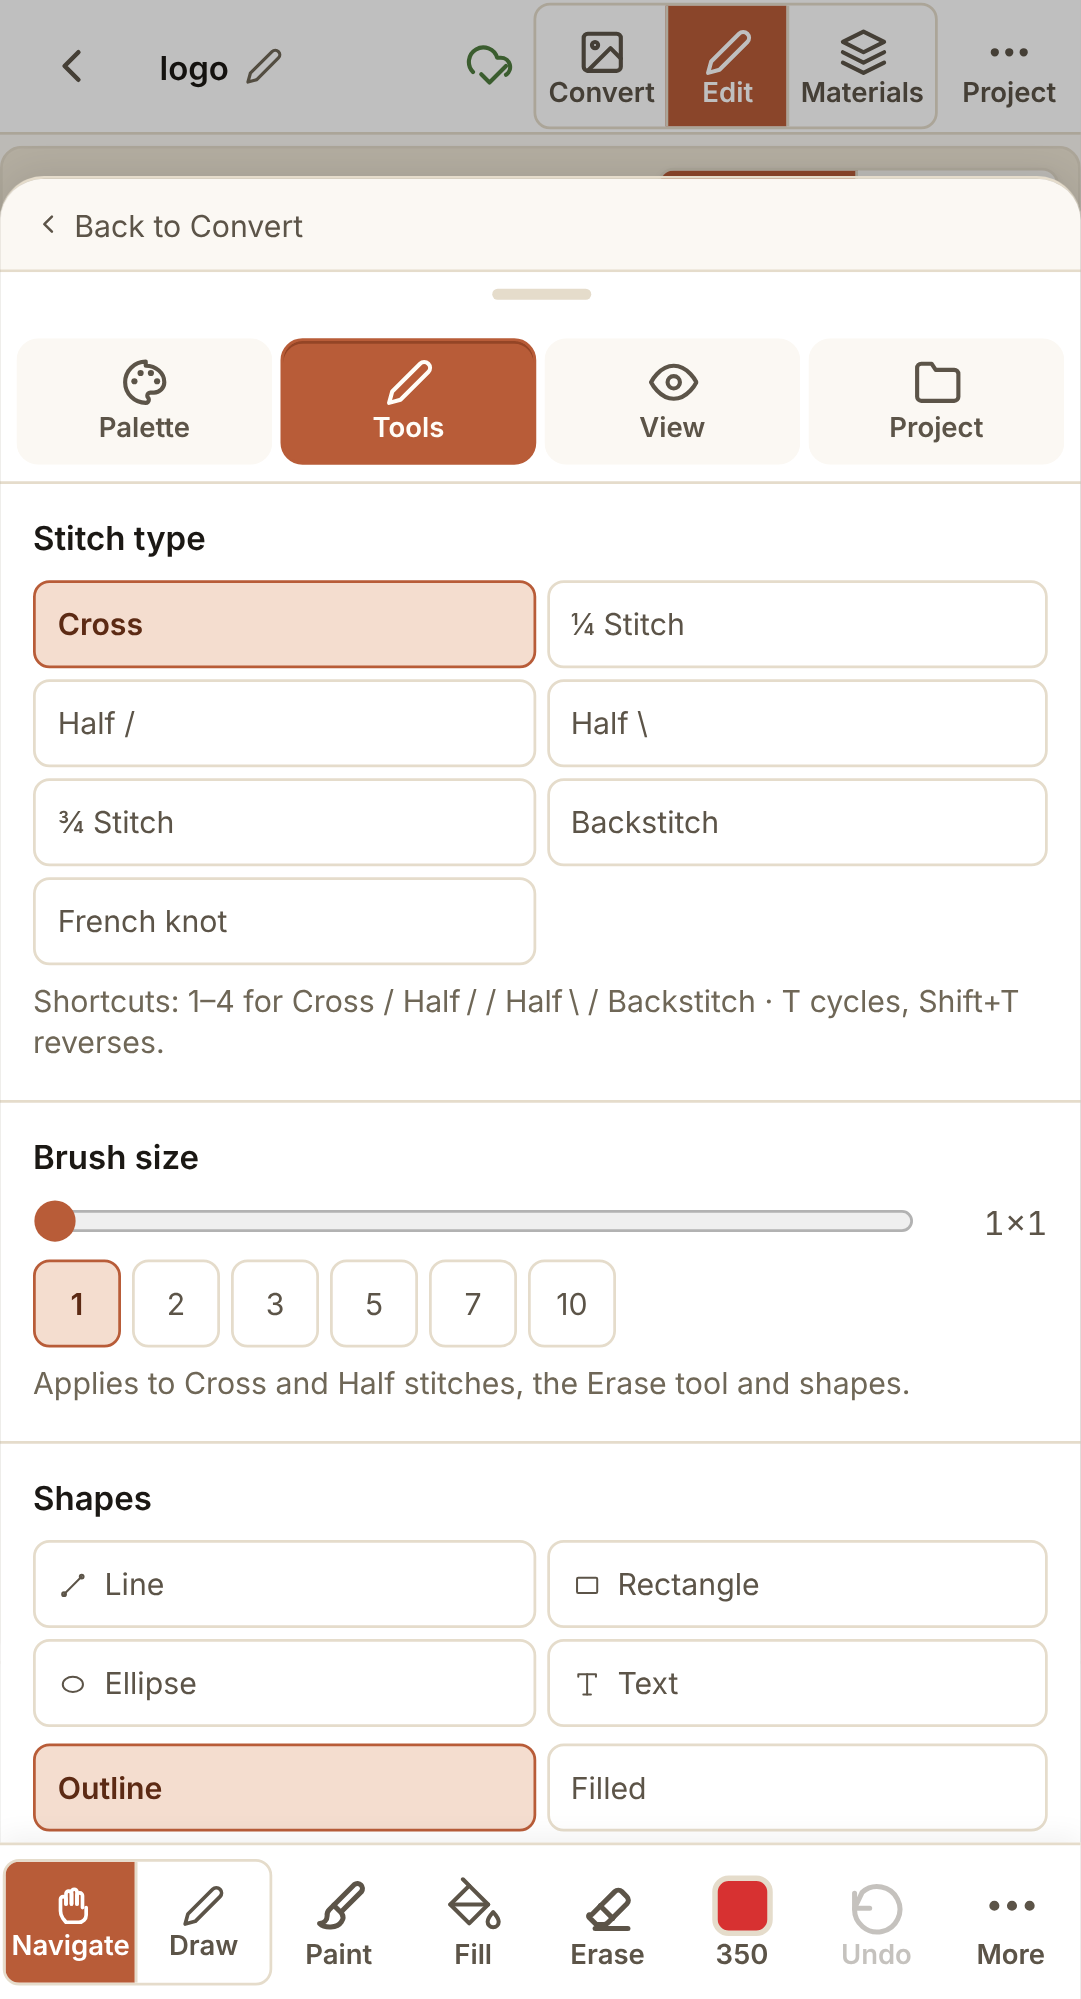 logo
Convert
Edit
Materials
Project
Back to Convert
Palette
Tools
View
Project
Stitch type
Cross
¼ Stitch
Half /
Half \
¾ Stitch
Backstitch
French knot
Shortcuts: 1–4 for Cross / Half / / Half \ / Backstitch · T cycles, Shift+T
reverses.
Brush size
1×1
1
2
3
5
7
10
Applies to Cross and Half stitches, the Erase tool and shapes.
Shapes
Line
Rectangle
Ellipse
Text
Outline
Filled
Navigate
Draw
Paint
Fill
Erase
350
Undo
More